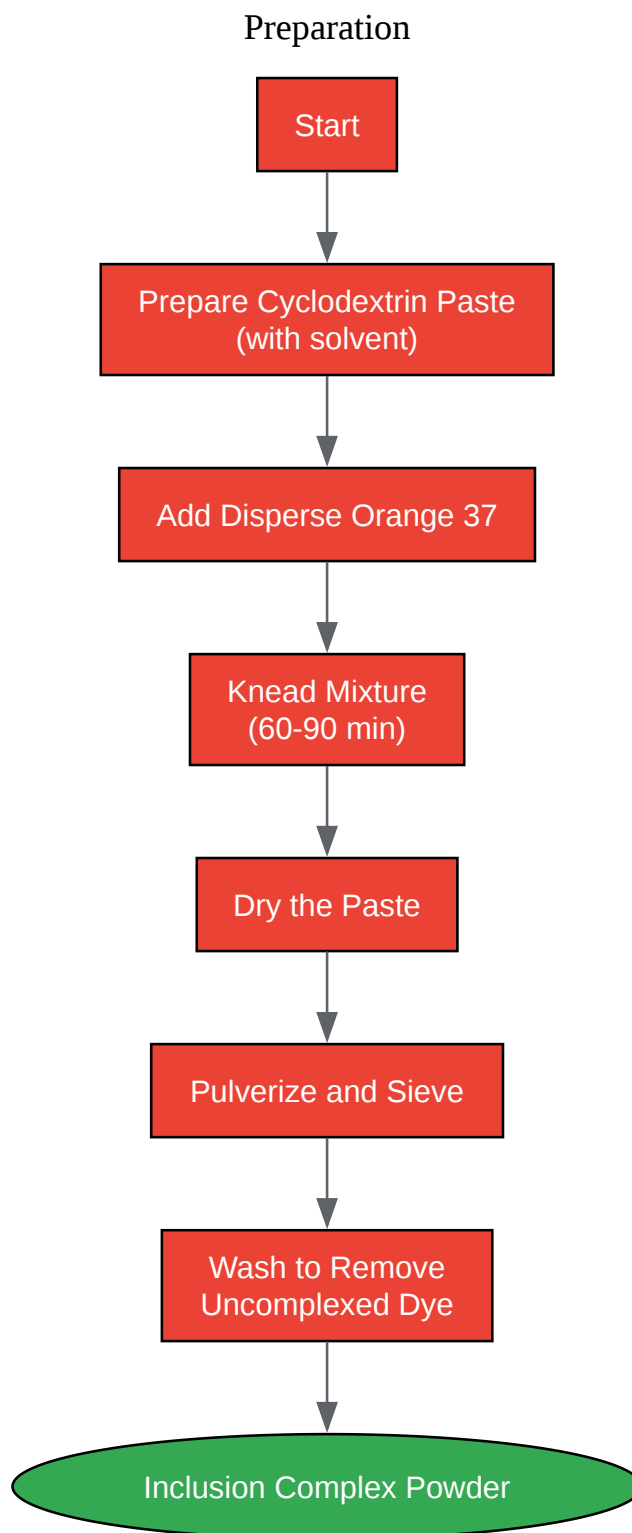 Preparation
Start
Prepare Cyclodextrin Paste
(with solvent)
Add Disperse Orange 37
Knead Mixture
(60-90 min)
Dry the Paste
Pulverize and Sieve
Wash to Remove
Uncomplexed Dye
Inclusion Complex Powder